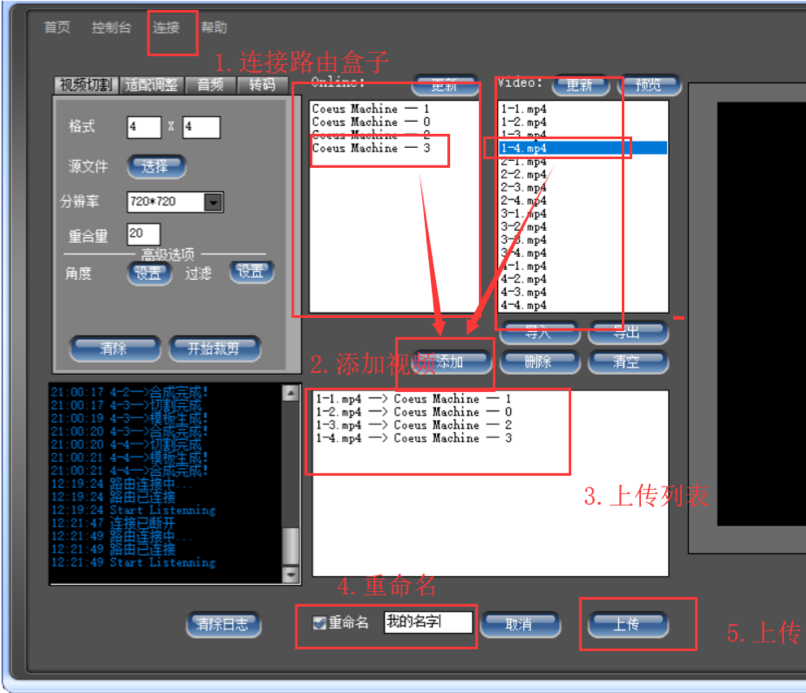 首页 控制台 连接 帮助
1.连接路由盒子
视频切割 适配调整 音频 转码
Online: 更新
Video: 更新 预览
格式 4 X 4
源文件 选择
分辨率 720*720
重合量 20
高级选项
角度 设置 过滤 设置
清除 开始裁剪
Coeus Machine — 1
Coeus Machine — 0
Coeus Machine — 2
Coeus Machine — 3
1-1.mp4
1-2.mp4
1-3.mp4
1-4.mp4
2-1.mp4
2-2.mp4
2-3.mp4
2-4.mp4
3-1.mp4
3-2.mp4
3-3.mp4
3-4.mp4
4-1.mp4
4-2.mp4
4-3.mp4
4-4.mp4
导入 导出
2.添加视频
添加 删除 清空
21:00:17 4-2—>合成完成!
21:00:17 4-3—>切割完成
21:00:19 4-3—>模板生成!
21:00:20 4-3—>合成完成!
21:00:20 4-4—>切割完成
21:00:21 4-4—>模板生成!
21:00:21 4-4—>合成完成!
12:19:24 路由连接中...
12:19:24 路由已连接
12:19:24 Start Listenning
12:21:47 连接已断开
12:21:49 路由连接中...
12:21:49 路由已连接
12:21:49 Start Listenning
1-1.mp4 —> Coeus Machine — 1
1-2.mp4 —> Coeus Machine — 0
1-3.mp4 —> Coeus Machine — 2
1-4.mp4 —> Coeus Machine — 3
3.上传列表
4.重命名
清除日志 重命名 我的名字 取消 上传
5.上传